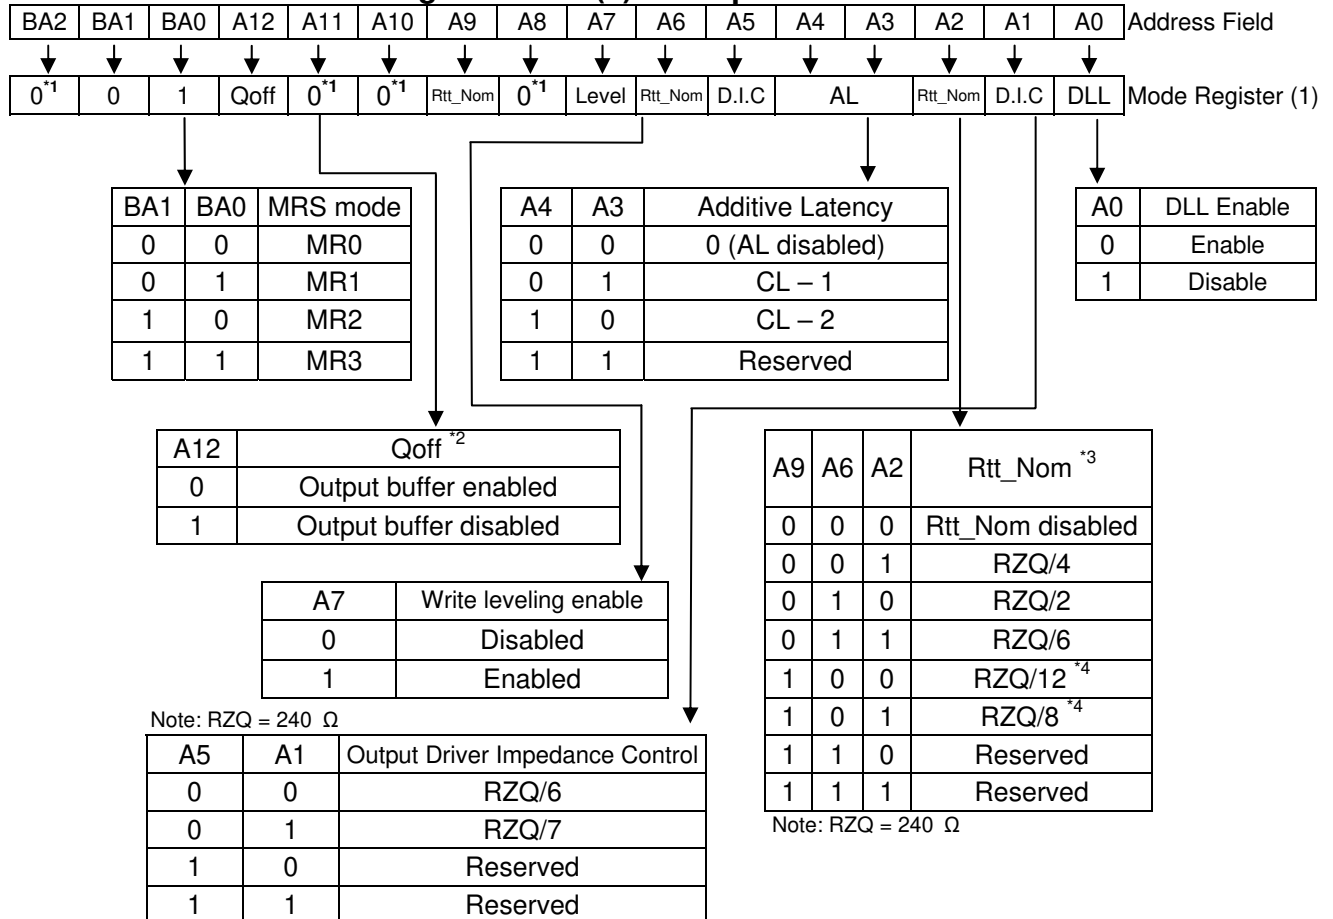 BA2 BA1 BA0 A12 A11 A10 A9 A8 A7 A6 A5 A4 A3 A2 A1 A0 Address Field
0*1 0 1 Qoff 0*1 0*1 Rtt_Nom 0*1 Level Rtt_Nom D.I.C AL Rtt_Nom D.I.C DLL Mode Register (1)
BA1 BA0 MRS mode
0 0 MR0
0 1 MR1
1 0 MR2
1 1 MR3
A4 A3 Additive Latency
0 0 0 (AL disabled)
0 1 CL – 1
1 0 CL – 2
1 1 Reserved
A0 DLL Enable
0 Enable
1 Disable
A12 Qoff *2
0 Output buffer enabled
1 Output buffer disabled
A9 A6 A2 Rtt_Nom *3
0 0 0 Rtt_Nom disabled
0 0 1 RZQ/4
0 1 0 RZQ/2
0 1 1 RZQ/6
1 0 0 RZQ/12 *4
1 0 1 RZQ/8 *4
1 1 0 Reserved
1 1 1 Reserved
Note: RZQ = 240 Ω
A7 Write leveling enable
0 Disabled
1 Enabled
Note: RZQ = 240 Ω
A5 A1 Output Driver Impedance Control
0 0 RZQ/6
0 1 RZQ/7
1 0 Reserved
1 1 Reserved